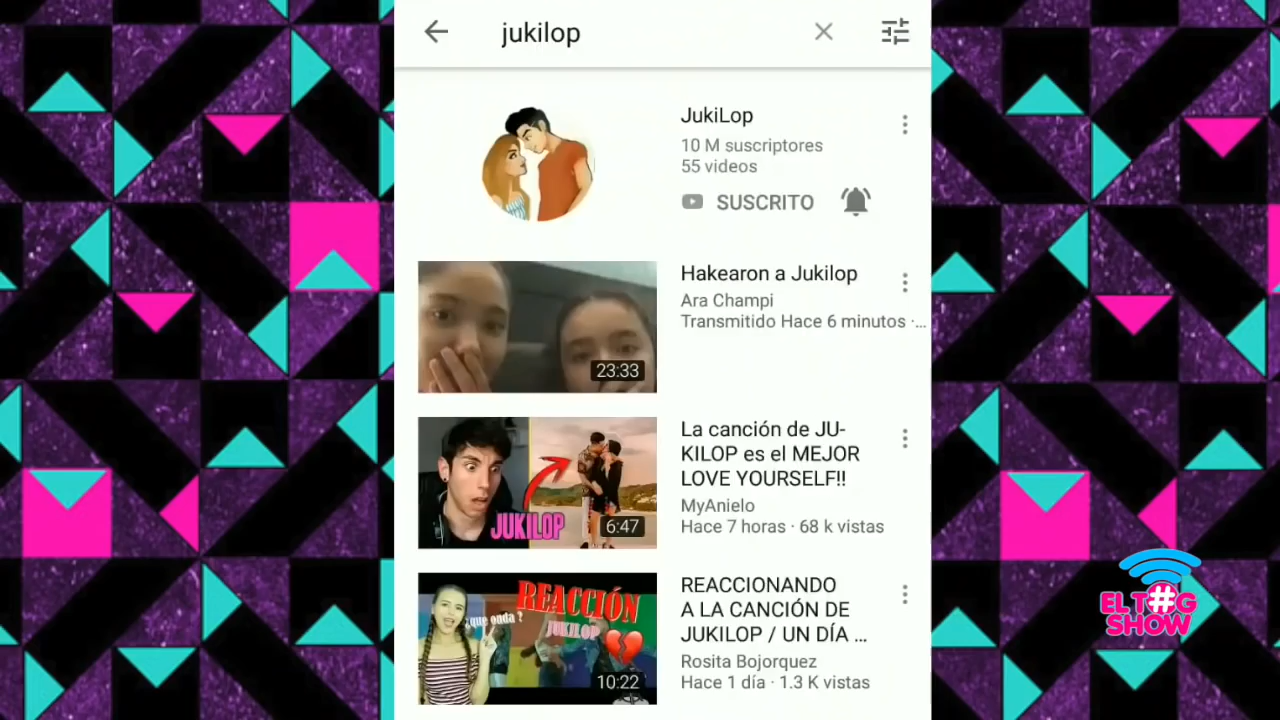 jukilop
JukiLop
10 M suscriptores
55 videos
SUSCRITO
Hakearon a Jukilop
Ara Champi
Transmitido Hace 6 minutos ·...
23:33
La canción de JU-
KILOP es el MEJOR
LOVE YOURSELF!!
MyAnielo
Hace 7 horas · 68 k vistas
JUKILOP
6:47
REACCIONANDO
A LA CANCIÓN DE
JUKILOP / UN DÍA ...
Rosita Bojorquez
Hace 1 día · 1.3 K vistas
REACCIÓN
¿que onda ?
JUKILOP
10:22
EL T#G
SHOW